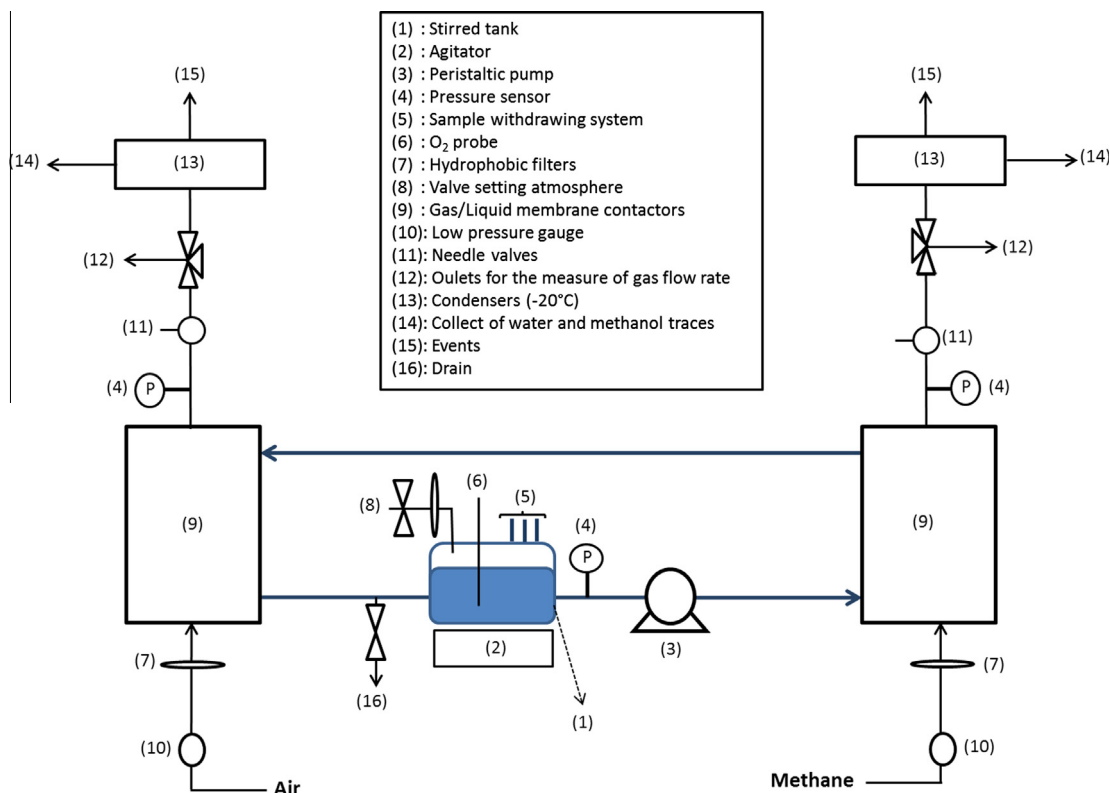 (1) : Stirred tank
(2) : Agitator
(3) : Peristaltic pump
(4) : Pressure sensor
(5) : Sample withdrawing system
(6) : O₂ probe
(7) : Hydrophobic filters
(8) : Valve setting atmosphere
(9) : Gas/Liquid membrane contactors
(10) : Low pressure gauge
(11) : Needle valves
(12) : Oulets for the measure of gas flow rate
(13) : Condensers (-20°C)
(14): Collect of water and methanol traces
(15): Events
(16): Drain
(15)
(15)
(14)
(13)
(13)
(14)
(12)
(12)
(11)
(11)
(4)
P
P
(4)
(9)
(8)
(6)
(5)
(4)
P
(9)
(7)
(16)
(2)
(1)
(3)
(7)
(10)
(10)
Air
Methane